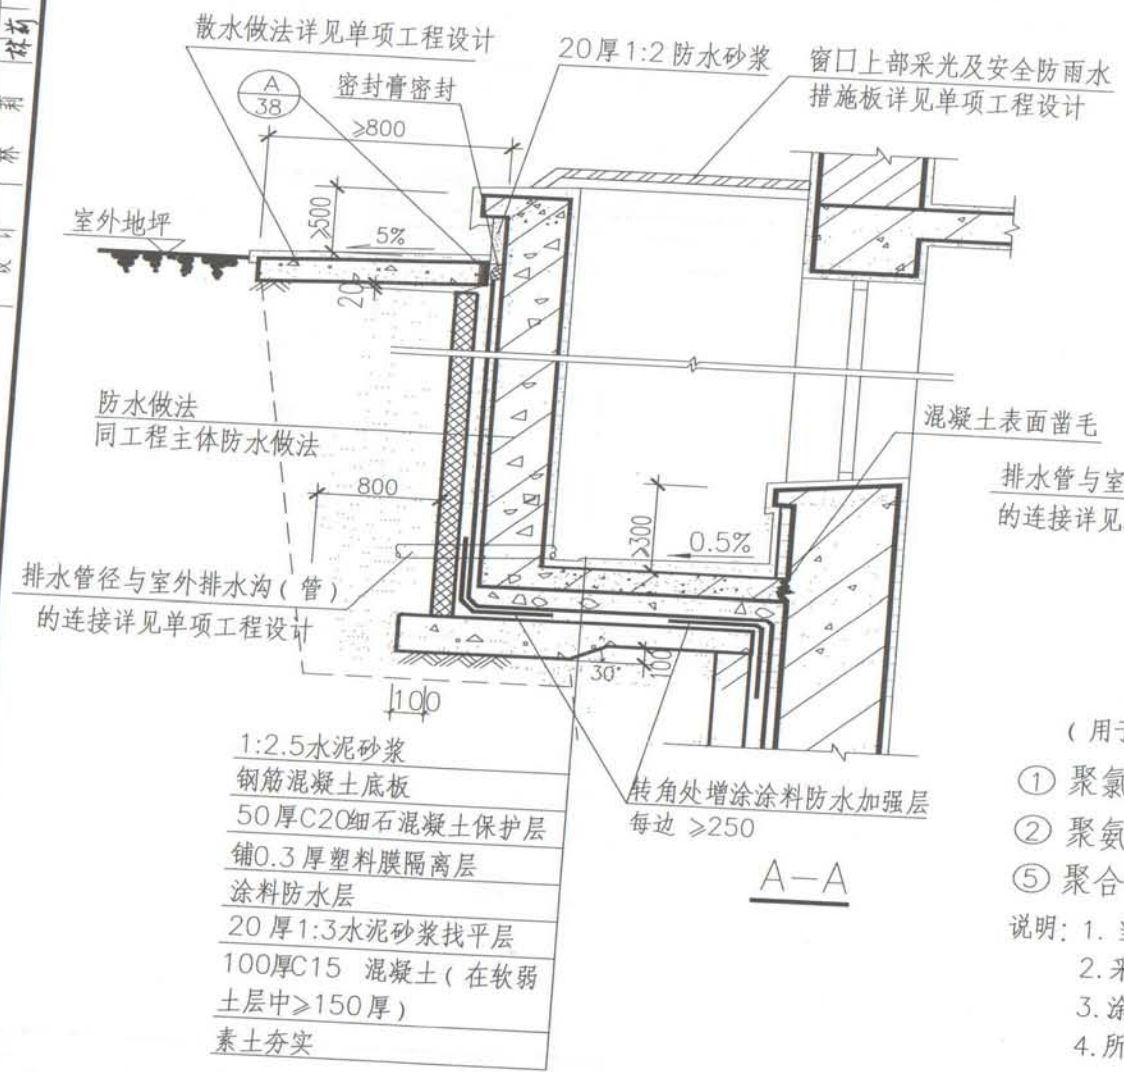 散水做法详见单项工程设计
20厚1:2防水砂浆
窗口上部采光及安全防雨水
措施板详见单项工程设计
A
38
密封膏密封
≥800
室外地坪
≥500
5%
20
防水做法
同工程主体防水做法
混凝土表面凿毛
800
≥300
0.5%
排水管与室
的连接详见
排水管径与室外排水沟(管)
的连接详见单项工程设计
100
30°
100
1:2.5水泥砂浆
钢筋混凝土底板
50厚C20细石混凝土保护层
铺0.3厚塑料膜隔离层
涂料防水层
20厚1:3水泥砂浆找平层
100厚C15 混凝土(在软弱
土层中≥150厚)
素土夯实
转角处增涂涂料防水加强层
每边 ≥250
A-A
(用于
① 聚氯
② 聚氨
⑤ 聚合
说明: 1.
2.采
3.涂
4.所